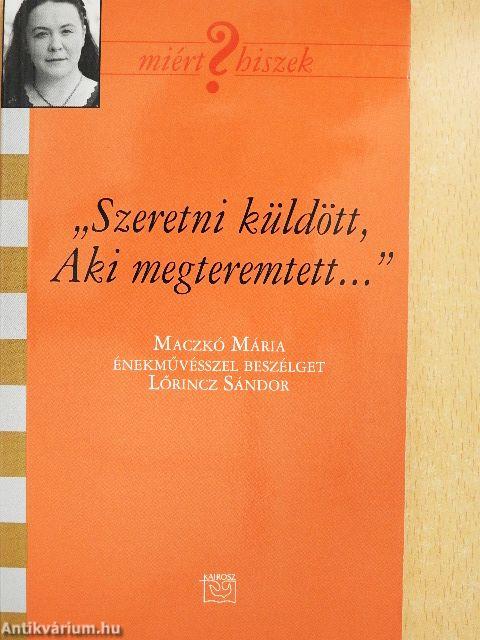 miért ? hiszek
„Szeretni küldött,
Aki megteremtett...”
MACZKÓ MÁRIA
ÉNEKMŰVÉSSZEL BESZÉLGET
LŐRINCZ SÁNDOR
KAIROSZ
Antikvárium.hu